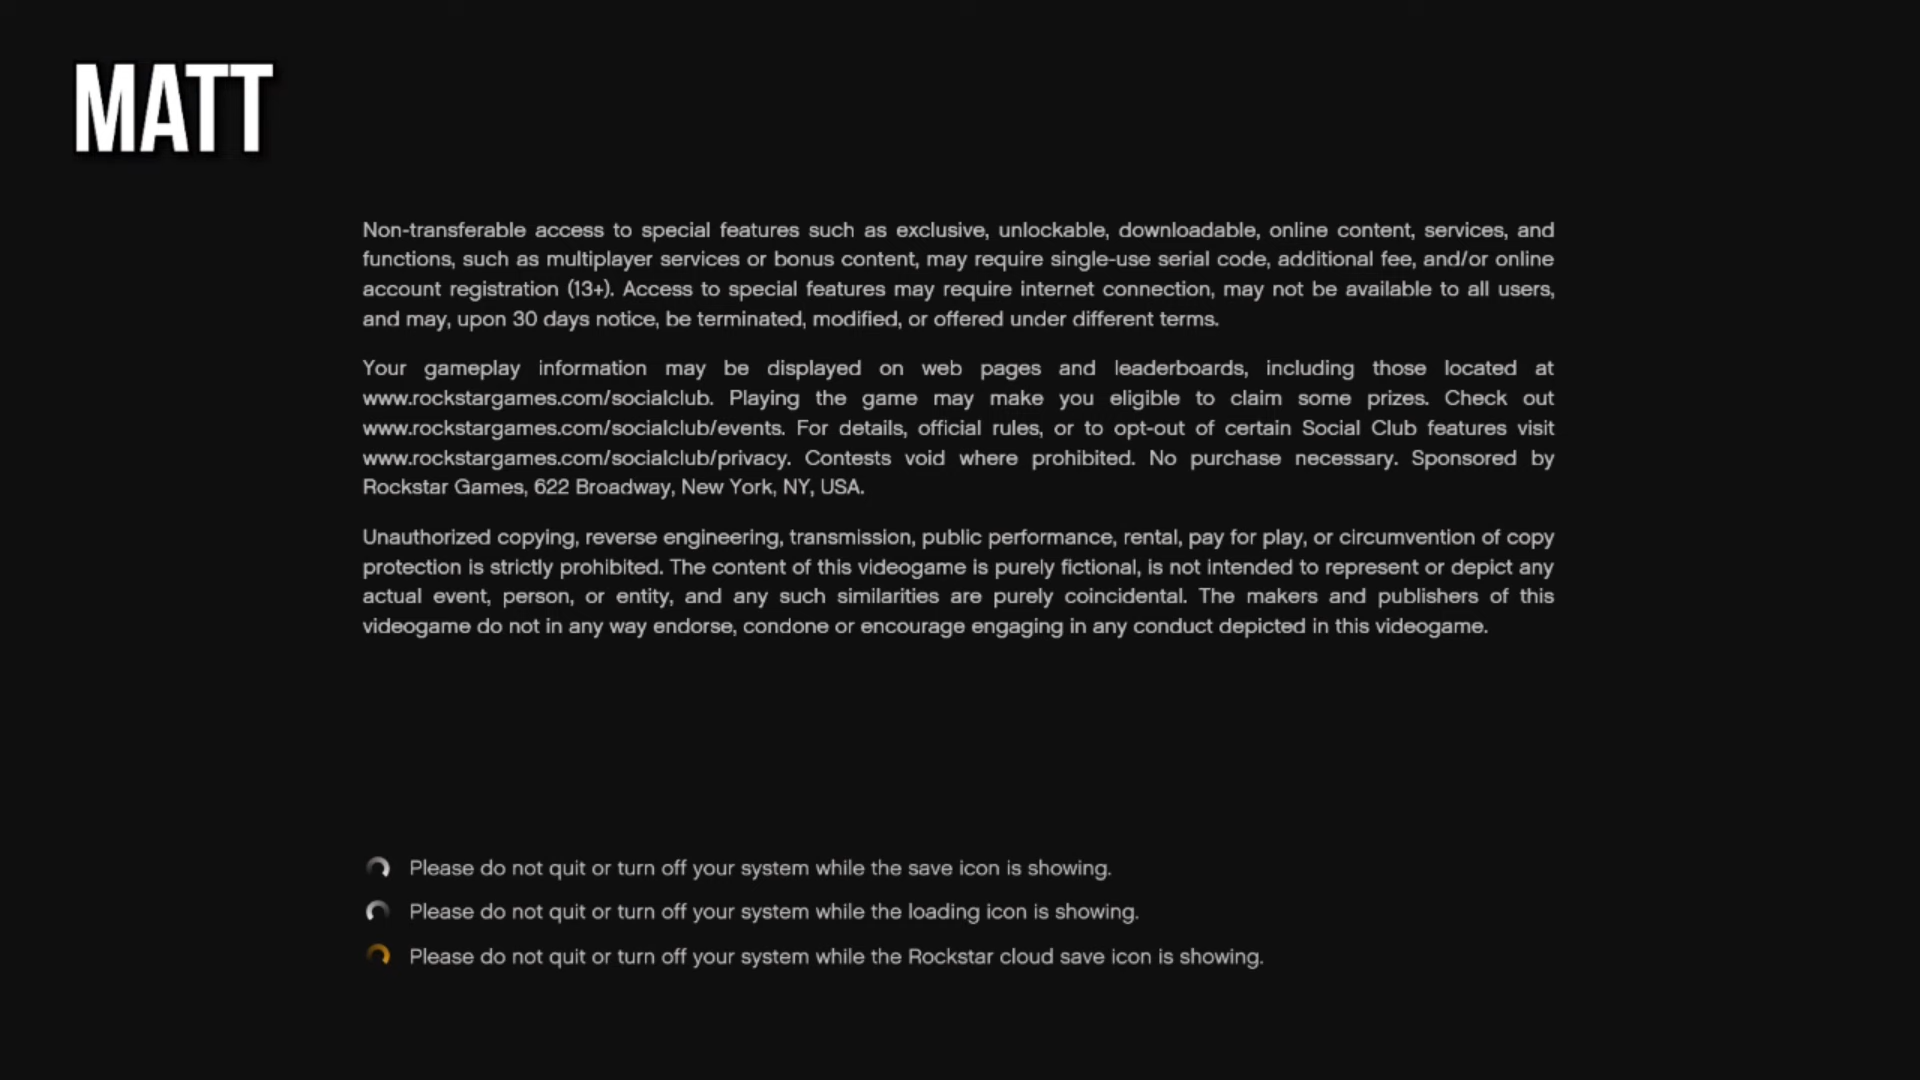 MATT
Non-transferable access to special features such as exclusive, unlockable, downloadable, online content, services, and
functions, such as multiplayer services or bonus content, may require single-use serial code, additional fee, and/or online
account registration (13+). Access to special features may require internet connection, may not be available to all users,
and may, upon 30 days notice, be terminated, modified, or offered under different terms.
Your gameplay information may be displayed on web pages and leaderboards, including those located at
www.rockstargames.com/socialclub. Playing the game may make you eligible to claim some prizes. Check out
www.rockstargames.com/socialclub/events. For details, official rules, or to opt-out of certain Social Club features visit
www.rockstargames.com/socialclub/privacy. Contests void where prohibited. No purchase necessary. Sponsored by
Rockstar Games, 622 Broadway, New York, NY, USA.
Unauthorized copying, reverse engineering, transmission, public performance, rental, pay for play, or circumvention of copy
protection is strictly prohibited. The content of this videogame is purely fictional, is not intended to represent or depict any
actual event, person, or entity, and any such similarities are purely coincidental. The makers and publishers of this
videogame do not in any way endorse, condone or encourage engaging in any conduct depicted in this videogame.
Please do not quit or turn off your system while the save icon is showing.
Please do not quit or turn off your system while the loading icon is showing.
Please do not quit or turn off your system while the Rockstar cloud save icon is showing.